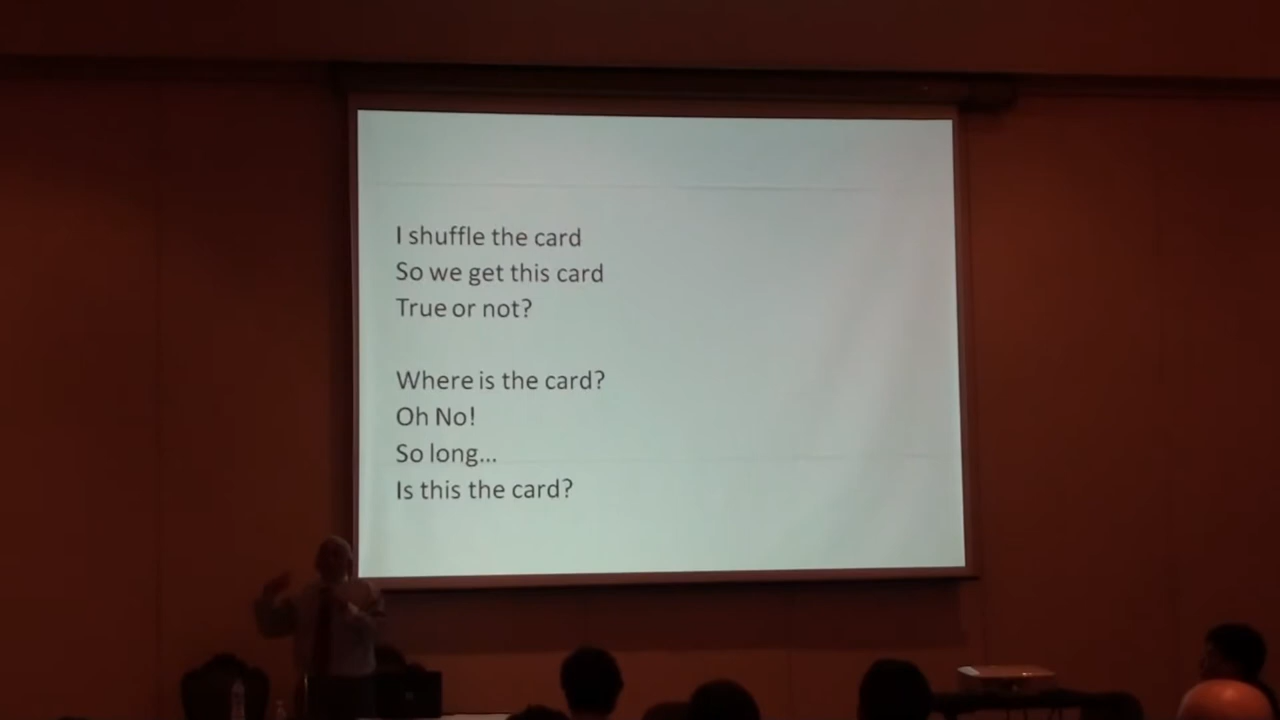 I shuffle the card
So we get this card
True or not?
Where is the card?
Oh No!
So long...
Is this the card?